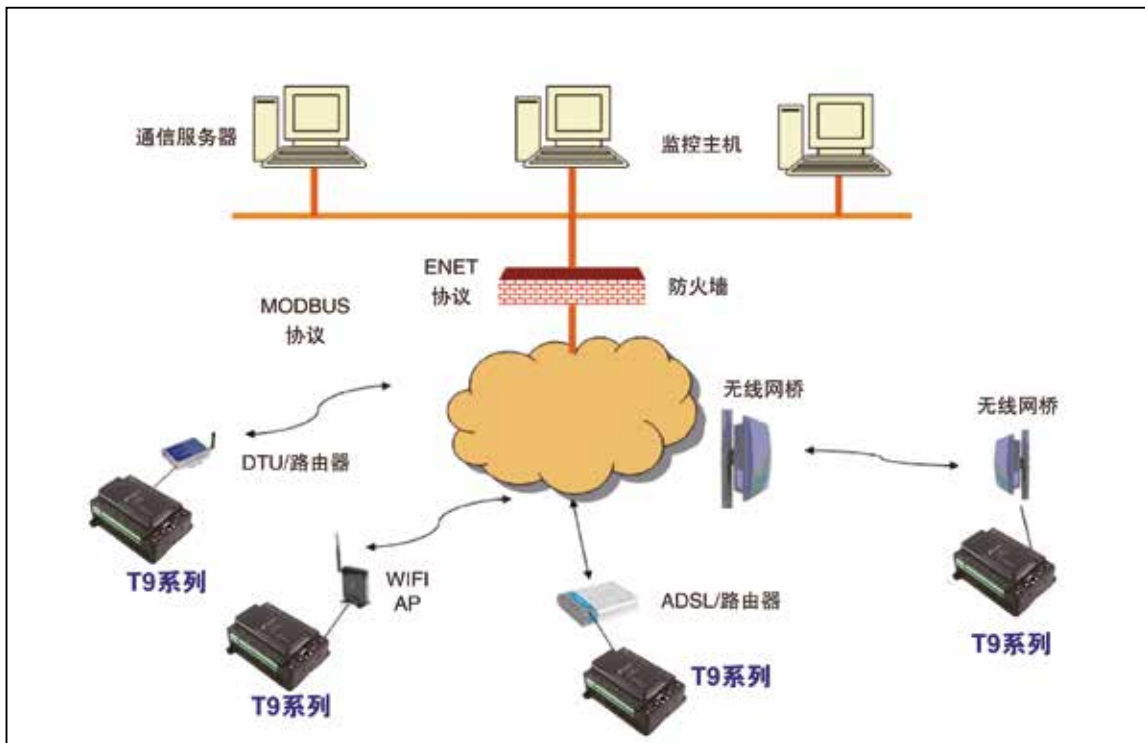 通信服务器
监控主机
ENET
协议
防火墙
MODBUS
协议
无线网桥
无线网桥
DTU/路由器
T9系列
WIFI
AP
T9系列
ADSL/路由器
T9系列
T9系列